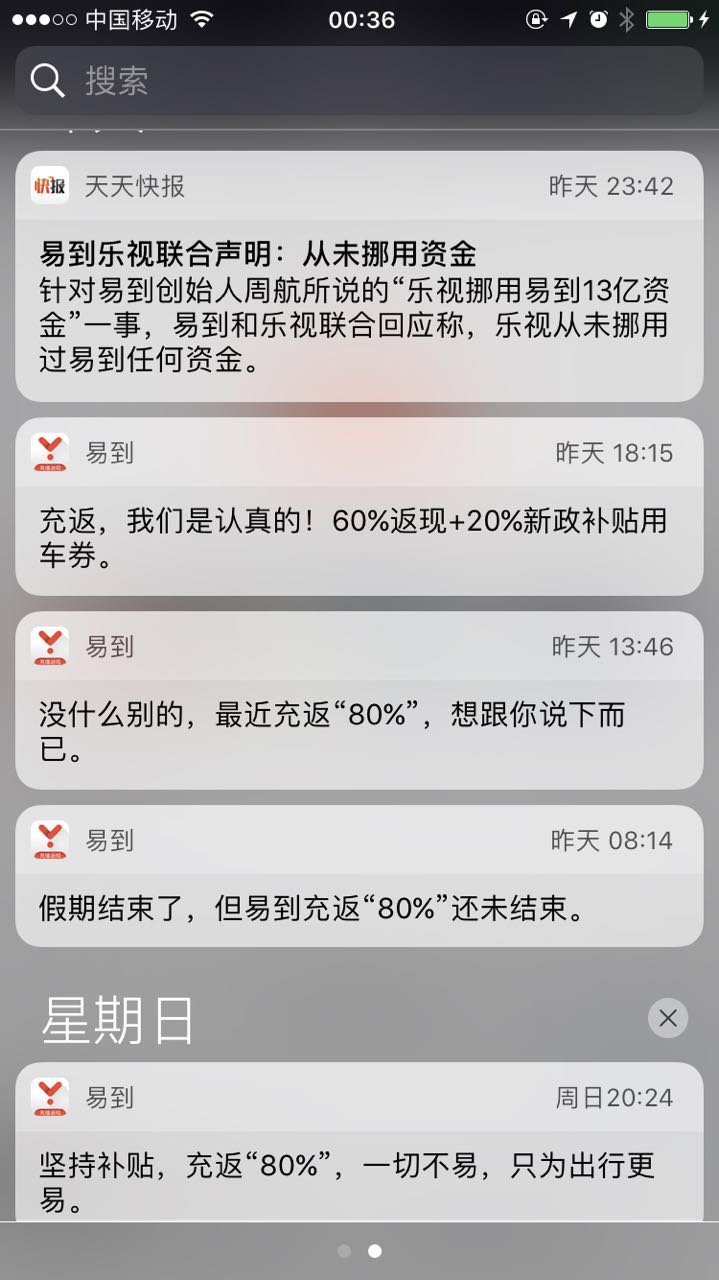 中国移动 00:36
搜索
快报 天天快报 昨天 23:42
易到乐视联合声明：从未挪用资金
针对易到创始人周航所说的“乐视挪用易到13亿资
金”一事，易到和乐视联合回应称，乐视从未挪用
过易到任何资金。
易到 昨天 18:15
充返，我们是认真的！60%返现+20%新政补贴用
车券。
易到 昨天 13:46
没什么别的，最近充返“80%”，想跟你说下而
已。
易到 昨天 08:14
假期结束了，但易到充返“80%”还未结束。
星期日
易到 周日20:24
坚持补贴，充返“80%”，一切不易，只为出行更
易。